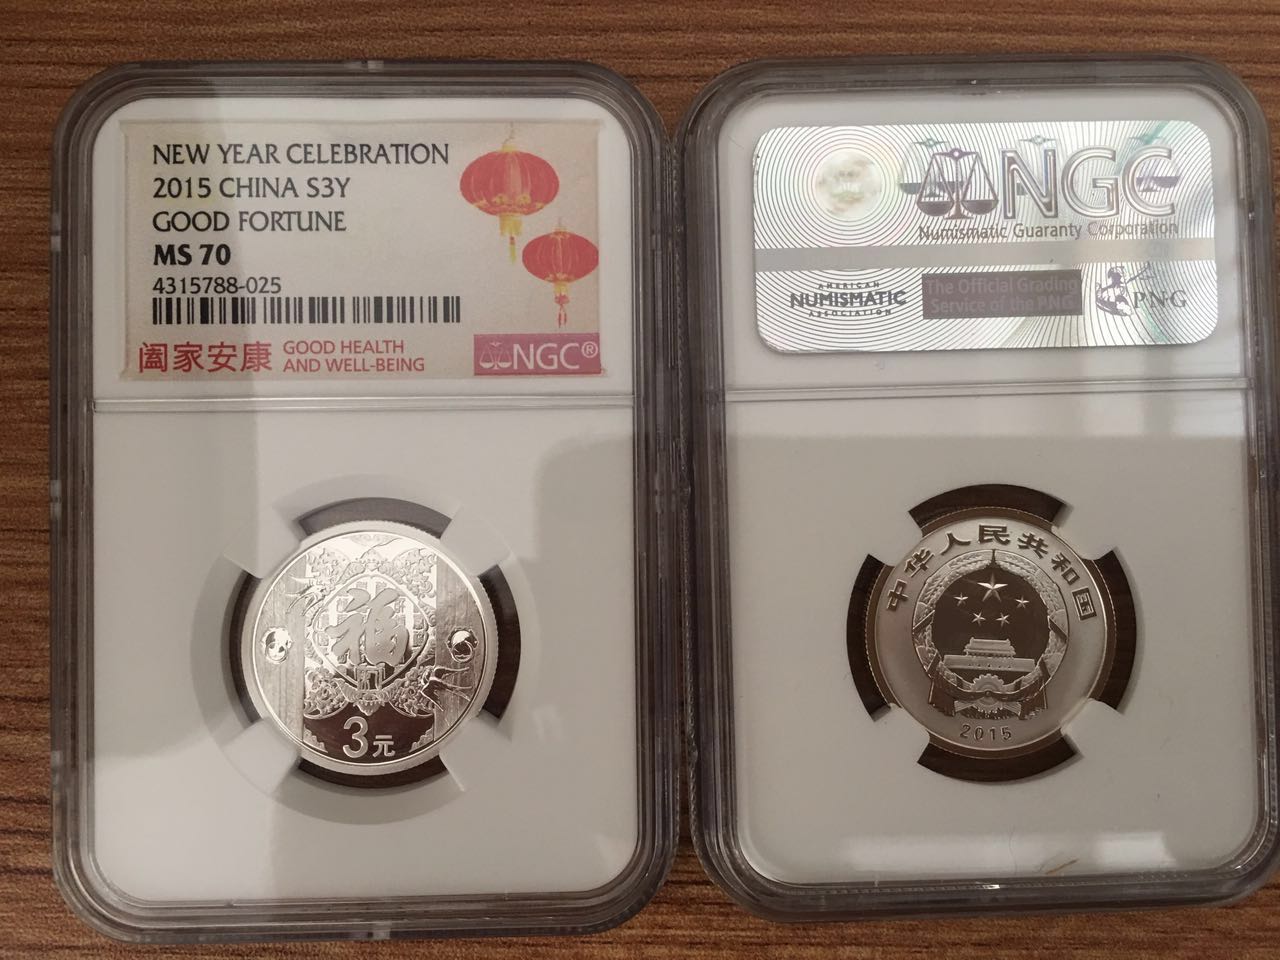 NEW YEAR CELEBRATION
2015 CHINA S3Y
GOOD FORTUNE
MS 70
4315788-025
阖家安康
GOOD HEALTH
AND WELL-BEING
NGC®
福
3元
NGC
Numismatic Guaranty Corporation
AMERICAN
NUMISMATIC
ASSOCIATION
The Official Grading
Service of the PNG
PNG
中华人民共和国
2015